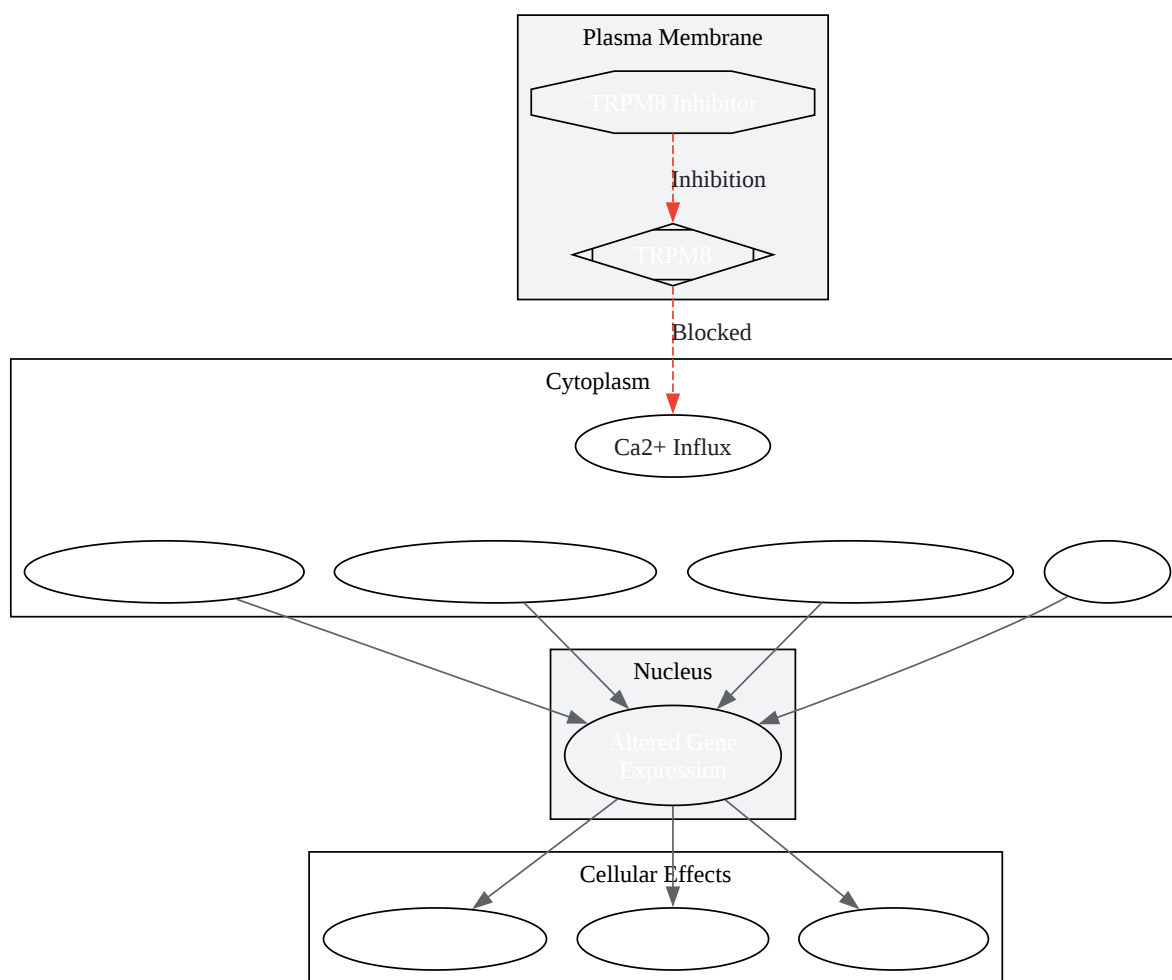 Plasma Membrane
TRPM8 Inhibitor
Inhibition
TRPM8
Blocked
Cytoplasm
Ca2+ Influx
Nucleus
Altered Gene
Expression
Cellular Effects